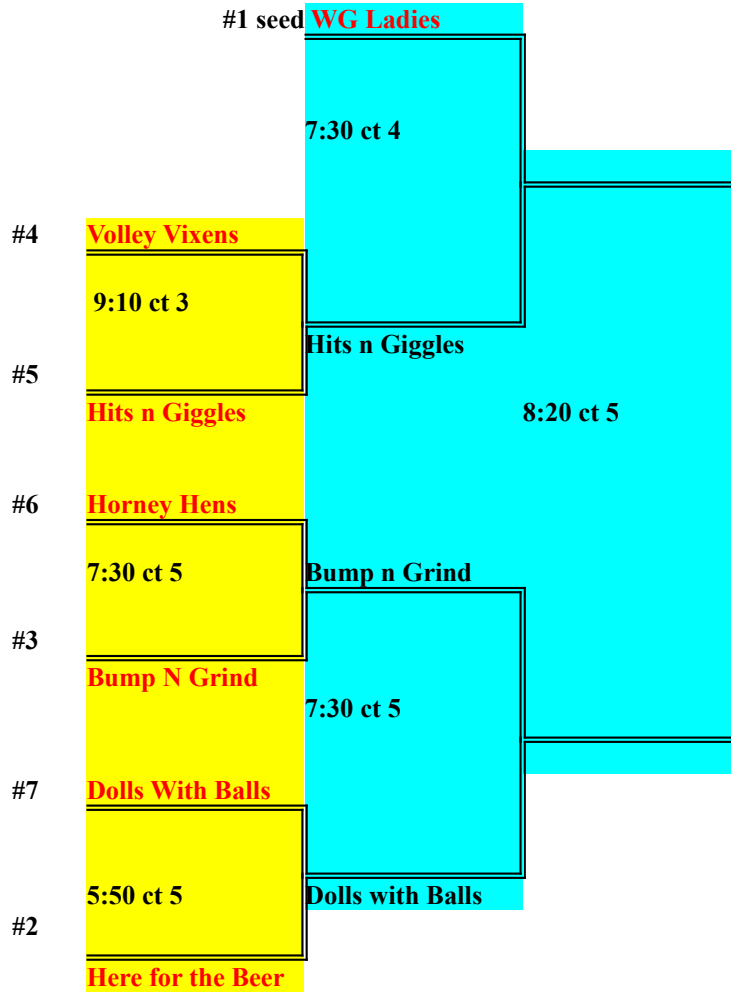 #1 seed WG Ladies
7:30 ct 4
#4 Volley Vixens
9:10 ct 3
Hits n Giggles
#5
Hits n Giggles
8:20 ct 5
#6 Horney Hens
7:30 ct 5
Bump n Grind
#3
Bump N Grind
7:30 ct 5
#7 Dolls With Balls
5:50 ct 5
Dolls with Balls
#2
Here for the Beer